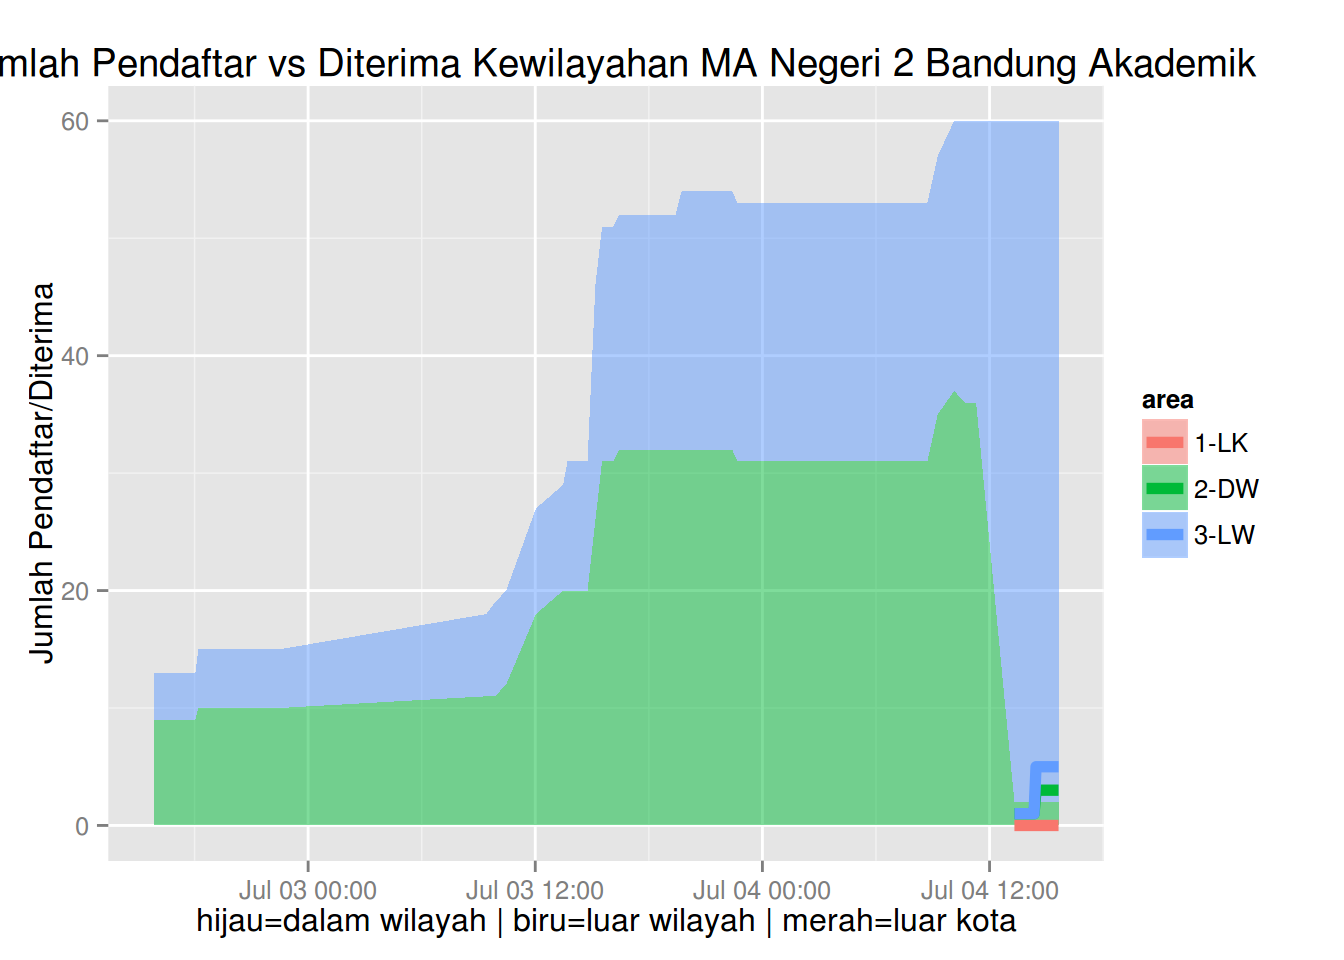 mlah Pendaftar vs Diterima Kewilayahan MA Negeri 2 Bandung Akademik
Jumlah Pendaftar/Diterima
60
40
20
0
Jul 03 00:00
Jul 03 12:00
Jul 04 00:00
Jul 04 12:00
hijau=dalam wilayah | biru=luar wilayah | merah=luar kota
area
1-LK
2-DW
3-LW